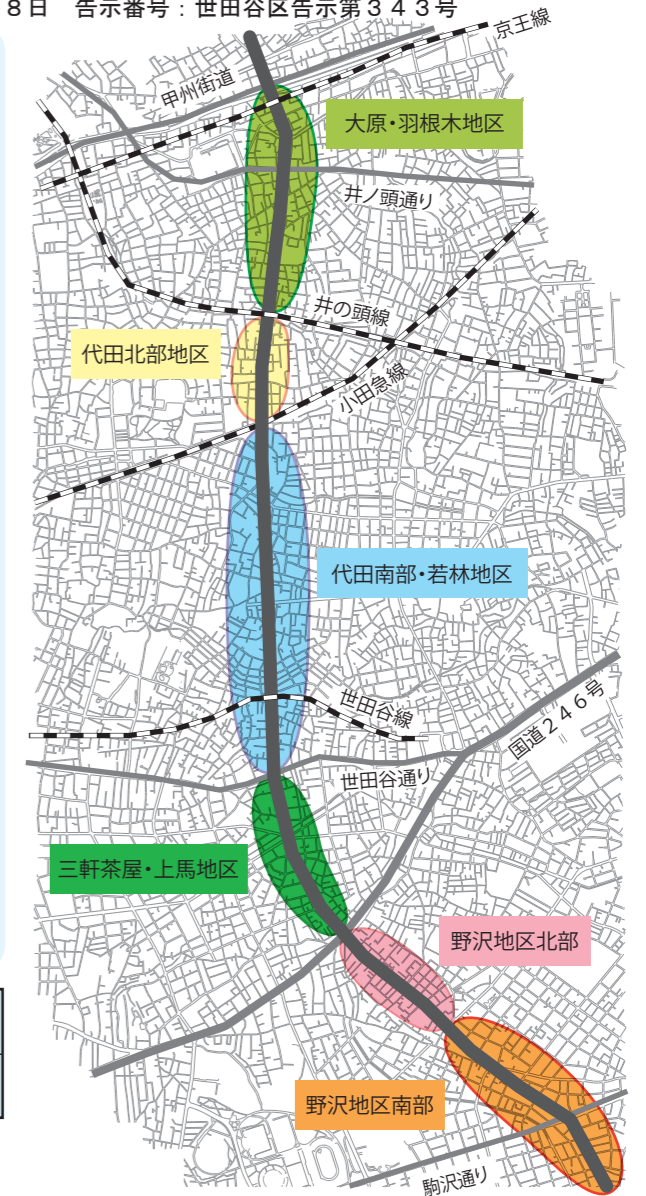 8日 告示番号：世田谷区告示第３４３号
京王線
甲州街道
大原・羽根木地区
井ノ頭通り
井の頭線
代田北部地区
小田急線
代田南部・若林地区
世田谷線
国道２４６号
世田谷通り
三軒茶屋・上馬地区
野沢地区北部
野沢地区南部
駒沢通り